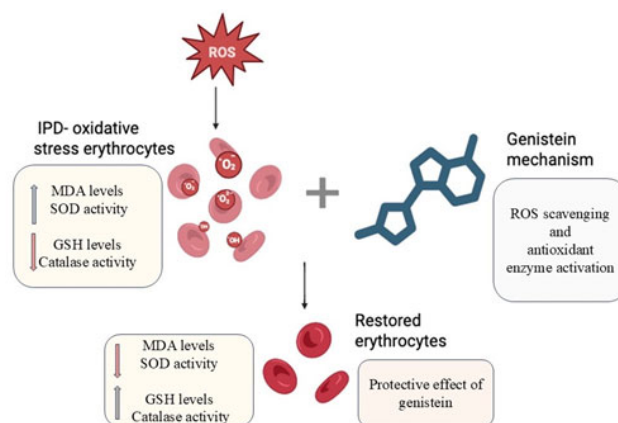 ROS
IPD- oxidative
stress erythrocytes
MDA levels
SOD activity
GSH levels
Catalase activity
Genistein
mechanism
ROS scavenging
and
antioxidant
enzyme activation
Restored
erythrocytes
MDA levels
SOD activity
GSH levels
Catalase activity
Protective effect of
genistein